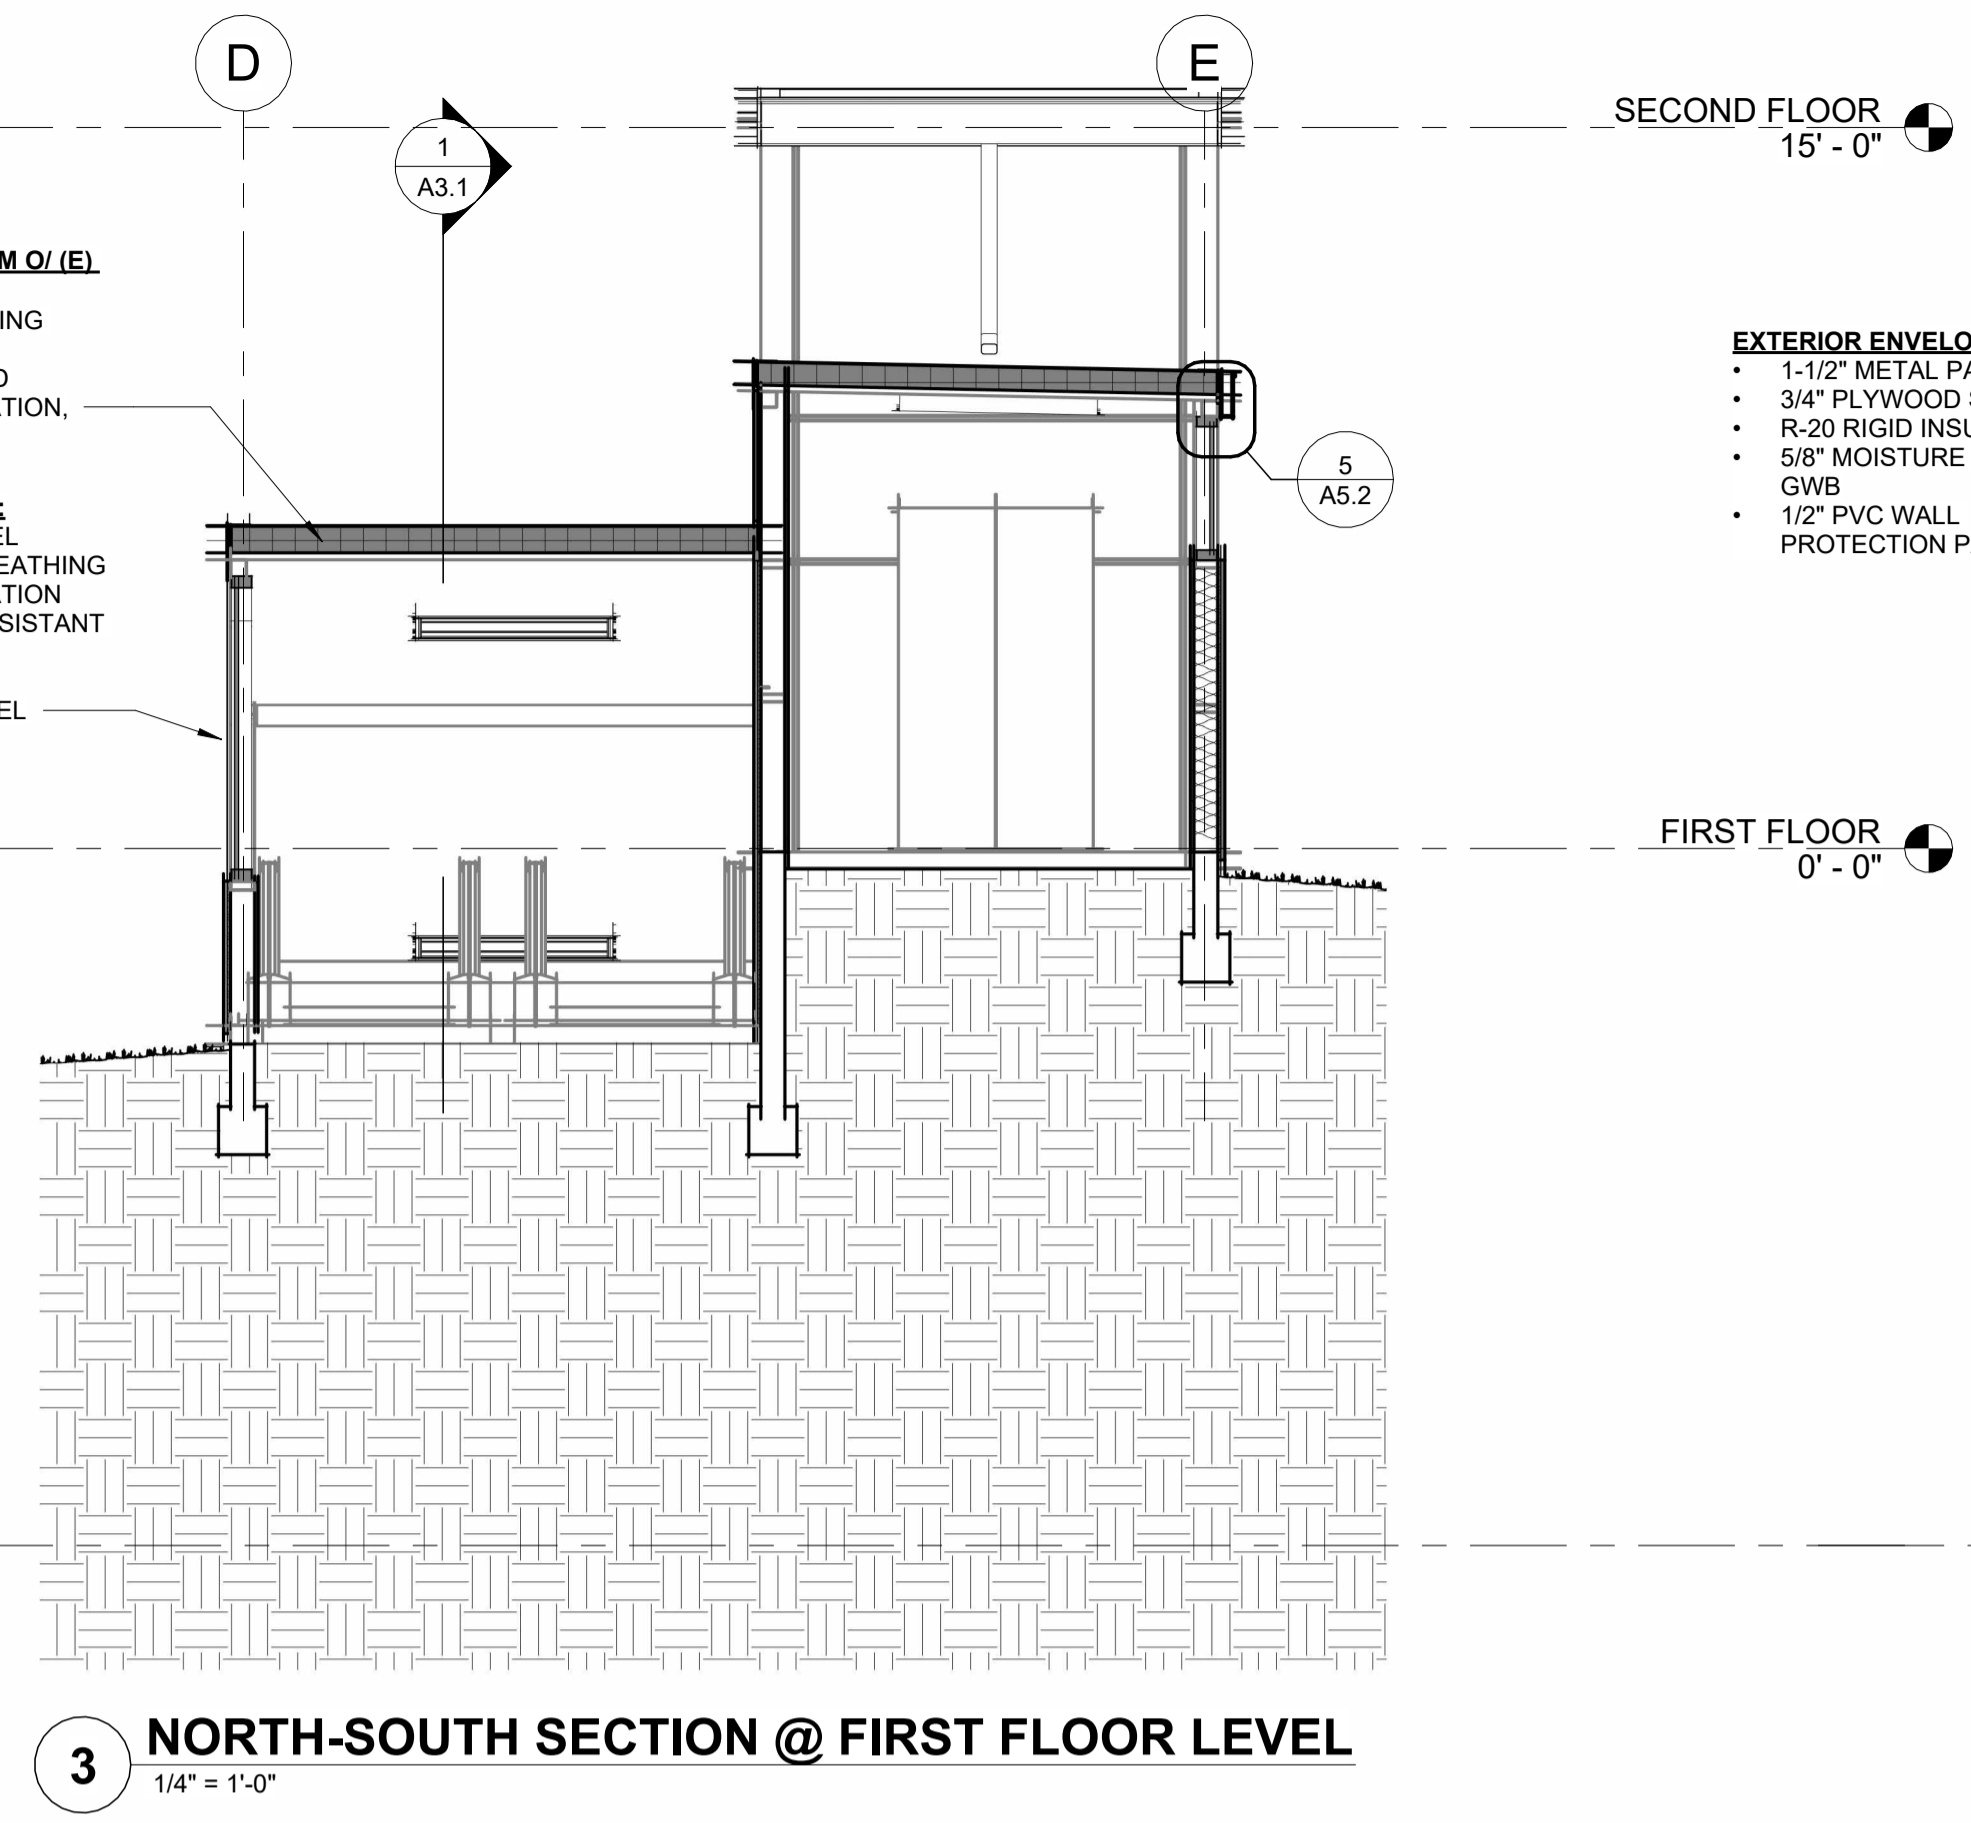 D
E
1
A3.1
SECOND FLOOR
15' - 0"
M O/ (E)
ING
D
ATION,
EL
EATHING
ATION
SISTANT
EL
EXTERIOR ENVELO
• 1-1/2" METAL PA
• 3/4" PLYWOOD S
• R-20 RIGID INSU
• 5/8" MOISTURE
GWB
• 1/2" PVC WALL
PROTECTION PA
5
A5.2
FIRST FLOOR
0' - 0"
3
NORTH-SOUTH SECTION @ FIRST FLOOR LEVEL
1/4" = 1'-0"